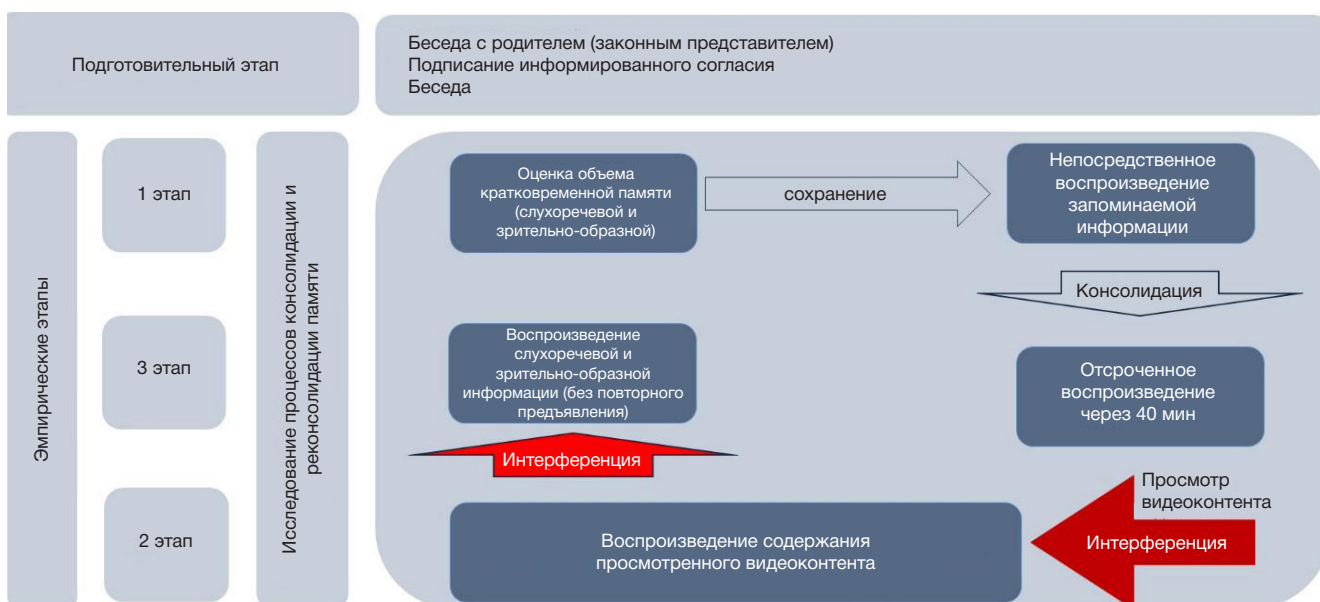 Подготовительный этап
Беседа с родителем (законным представителем)
Подписание информированного согласия
Беседа
Эмпирические этапы
Исследование процессов консолидации и
реконсолидации памяти
1 этап
Оценка объема
кратковременной памяти
(слухоречевой и
зрительно-образной)
сохранение
Непосредственное
воспроизведение
запоминаемой
информации
Консолидация
3 этап
Воспроизведение
слухоречевой и
зрительно-образной
информации (без повторного
предъявления)
Отсроченное
воспроизведение
через 40 мин
Интерференция
2 этап
Воспроизведение содержания
просмотренного видеоконтента
Просмотр
видеоконтента
Интерференция